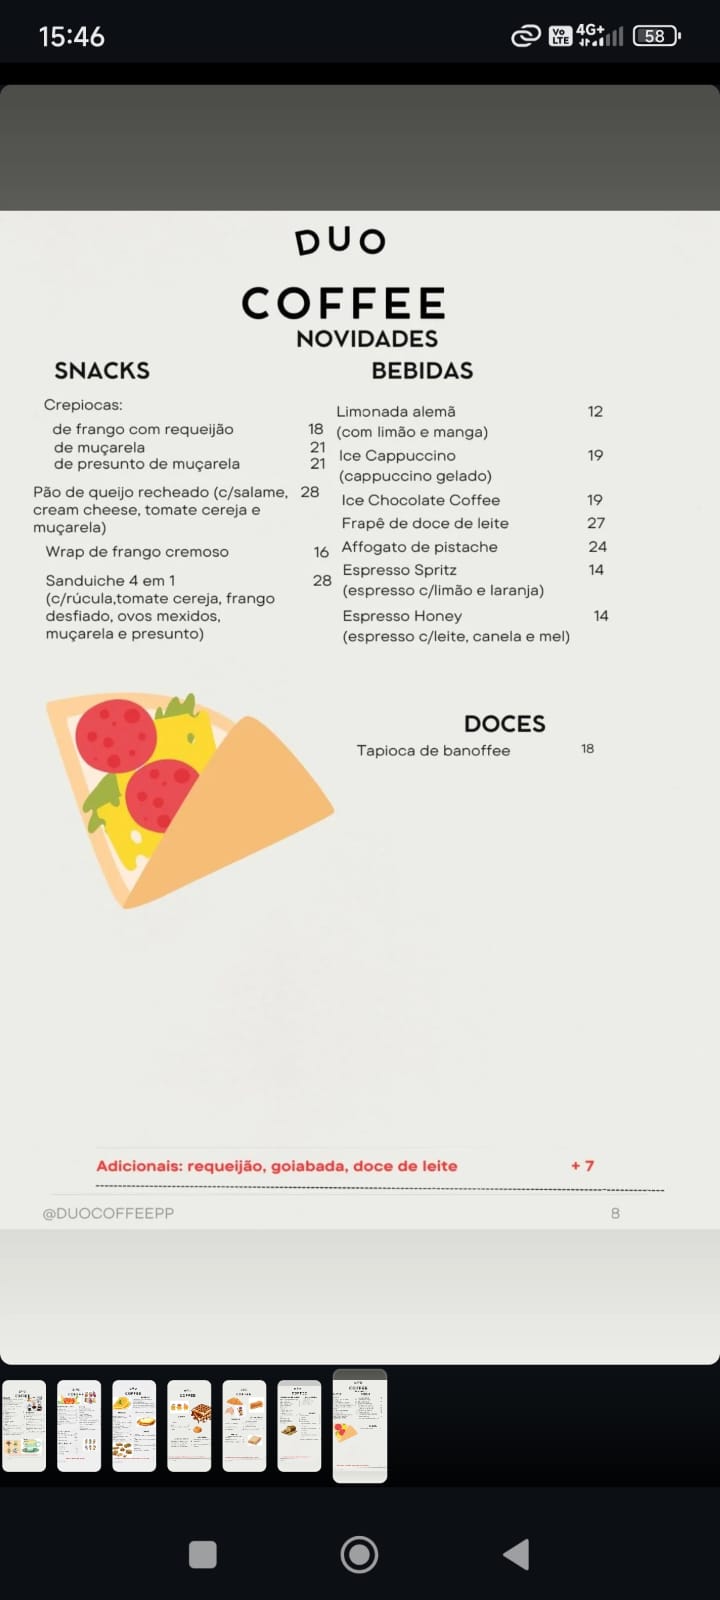 15:46
Vo LTE 4G+ 58
DUO
COFFEE
NOVIDADES
SNACKS
Crepiocas:
de frango com requeijão 18
de muçarela 21
de presunto de muçarela 21
Pão de queijo recheado (c/salame, 28
cream cheese, tomate cereja e
muçarela)
Wrap de frango cremoso 16
Sanduiche 4 em 1 28
(c/rúcula,tomate cereja, frango
desfiado, ovos mexidos,
muçarela e presunto)
BEBIDAS
Limonada alemã 12
(com limão e manga)
Ice Cappuccino 19
(cappuccino gelado)
Ice Chocolate Coffee 19
Frapê de doce de leite 27
Affogato de pistache 24
Espresso Spritz 14
(espresso c/limão e laranja)
Espresso Honey 14
(espresso c/leite, canela e mel)
DOCES
Tapioca de banoffee 18
Adicionais: requeijão, goiabada, doce de leite + 7
@DUOCOFFEEPP 8